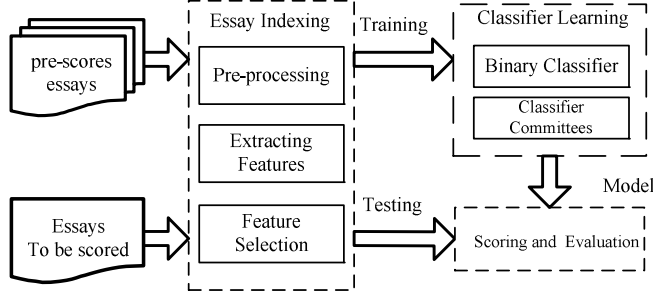 pre-scores
essays
Essay Indexing
Pre-processing
Extracting
Features
Feature
Selection
Essays
To be scored
Training
Testing
Classifier Learning
Binary Classifier
Classifier
Committees
Model
Scoring and Evaluation